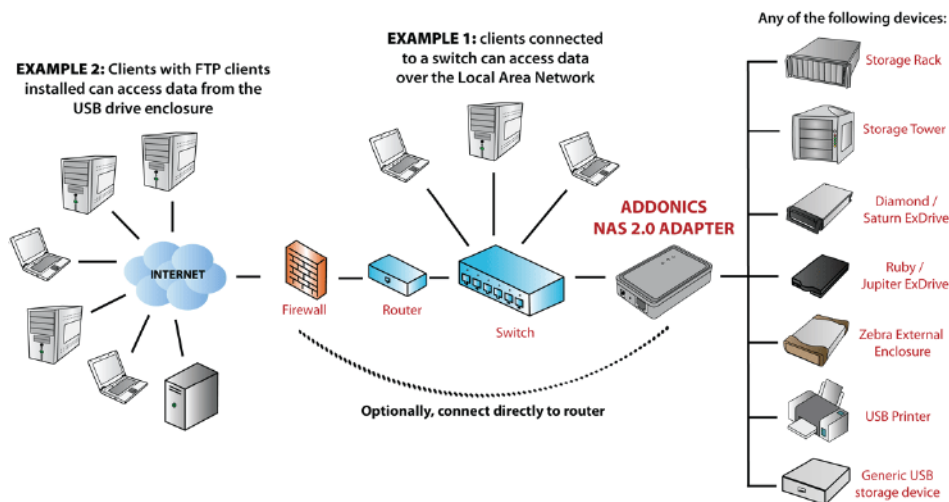 EXAMPLE 2: Clients with FTP clients
installed can access data from the
USB drive enclosure
EXAMPLE 1: clients connected
to a switch can access data
over the Local Area Network
Any of the following devices:
Storage Rack
Storage Tower
Diamond /
Saturn ExDrive
Ruby /
Jupiter ExDrive
Zebra External
Enclosure
USB Printer
Generic USB
storage device
ADDONICS
NAS 2.0 ADAPTER
INTERNET
Firewall
Router
Switch
Optionally, connect directly to router